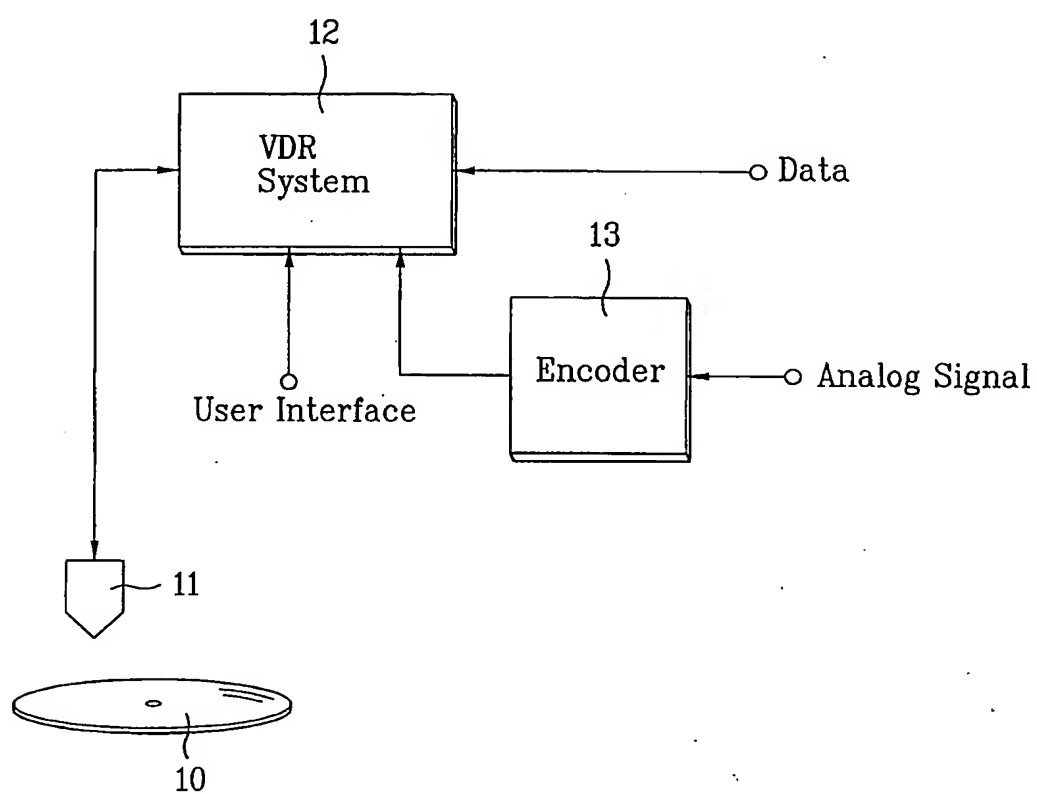 12
VDR
System
Data
13
Encoder
Analog Signal
User Interface
11
10